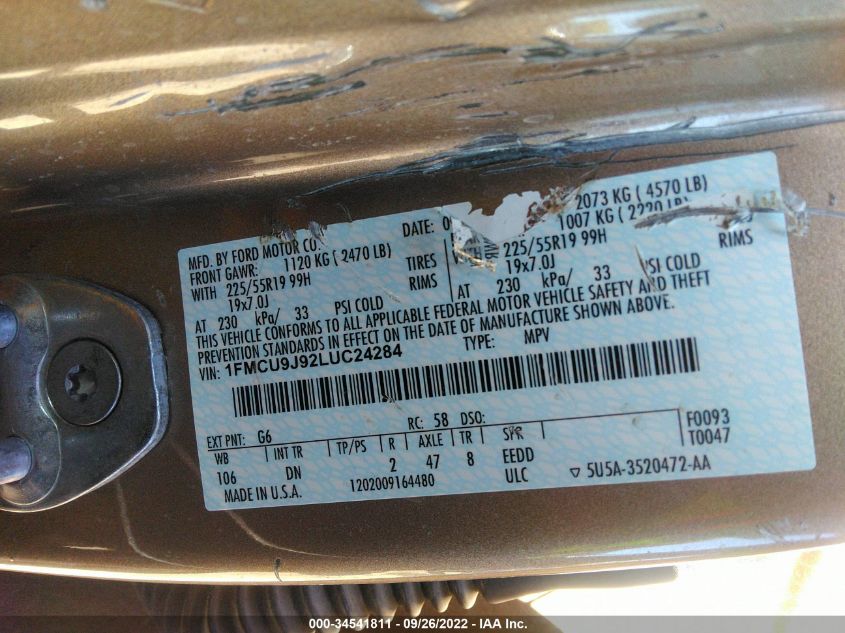 MFD. BY FORD MOTOR CO.
DATE: 0
2073 KG ( 4570 LB)
FRONT GAWR: 1120 KG ( 2470 LB)
1007 KG ( 2220 LB)
WITH 225/55R19 99H TIRES
225/55R19 99H
19x7.0J RIMS
19x7.0J RIMS
AT 230 kPa/ 33 PSI COLD
AT 230 kPa/ 33 PSI COLD
THIS VEHICLE CONFORMS TO ALL APPLICABLE FEDERAL MOTOR VEHICLE SAFETY AND THEFT
PREVENTION STANDARDS IN EFFECT ON THE DATE OF MANUFACTURE SHOWN ABOVE.
VIN: 1FMCU9J92LUC24284 TYPE: MPV
EXT PNT: G6 RC: 58 DSO: F0093
WB INT TR TP/PS R AXLE TR SPR T0047
106 DN 2 47 8 EEDD
MADE IN U.S.A. 1202009164480 ULC ▽ 5U5A-3520472-AA
000-34541811 - 09/26/2022 - IAA Inc.